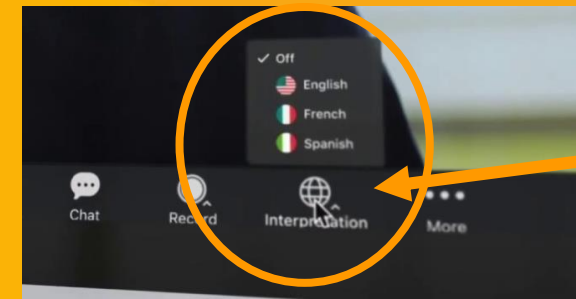 Off
English
French
Spanish
Chat
Record
Interpretation
More